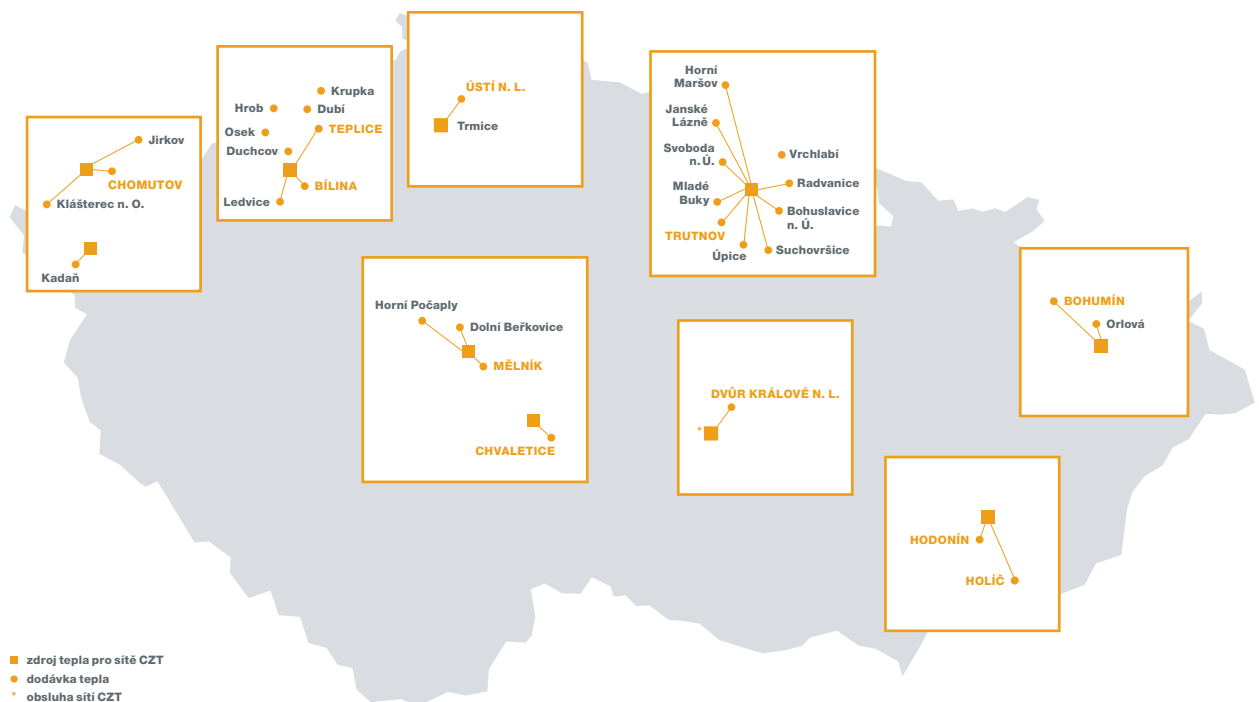 Jirkov
CHOMUTOV
Klášterec n. O.
Kadaň
Krupka
Hrob
Dubí
TEPLICE
Osek
Duchcov
BÍLINA
Ledvice
ÚSTÍ N. L.
Trmice
Horní
Maršov
Janské
Lázně
Svoboda
n. Ú.
Vrchlabí
Mladé
Buky
Radvanice
Bohuslavice
n. Ú.
TRUTNOV
Úpice
Suchovršice
Horní Počaply
Dolní Beřkovice
MĚLNÍK
CHVALETICE
DVŮR KRÁLOVÉ N. L.
*
BOHUMÍN
Orlová
HODONÍN
HOLÍČ
zdroj tepla pro sítě CZT
dodávka tepla
* obsluha sítí CZT